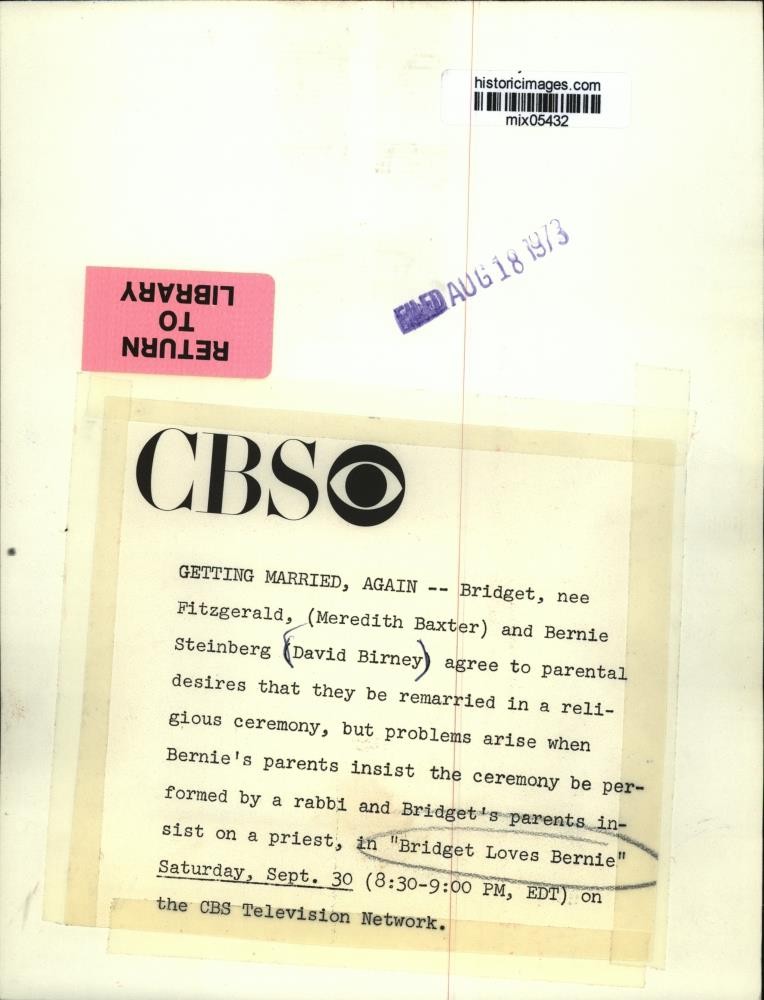 historicimages.com
mjx05432
FILED AUG 18 1973
RETURN
TO
LIBRARY
CBS
GETTING MARRIED, AGAIN -- Bridget, nee
Fitzgerald, (Meredith Baxter) and Bernie
Steinberg (David Birney) agree to parental
desires that they be remarried in a reli-
gious ceremony, but problems arise when
Bernie's parents insist the ceremony be per-
formed by a rabbi and Bridget's parents in-
sist on a priest, in "Bridget Loves Bernie"
Saturday, Sept. 30 (8:30-9:00 PM, EDT) on
the CBS Television Network.